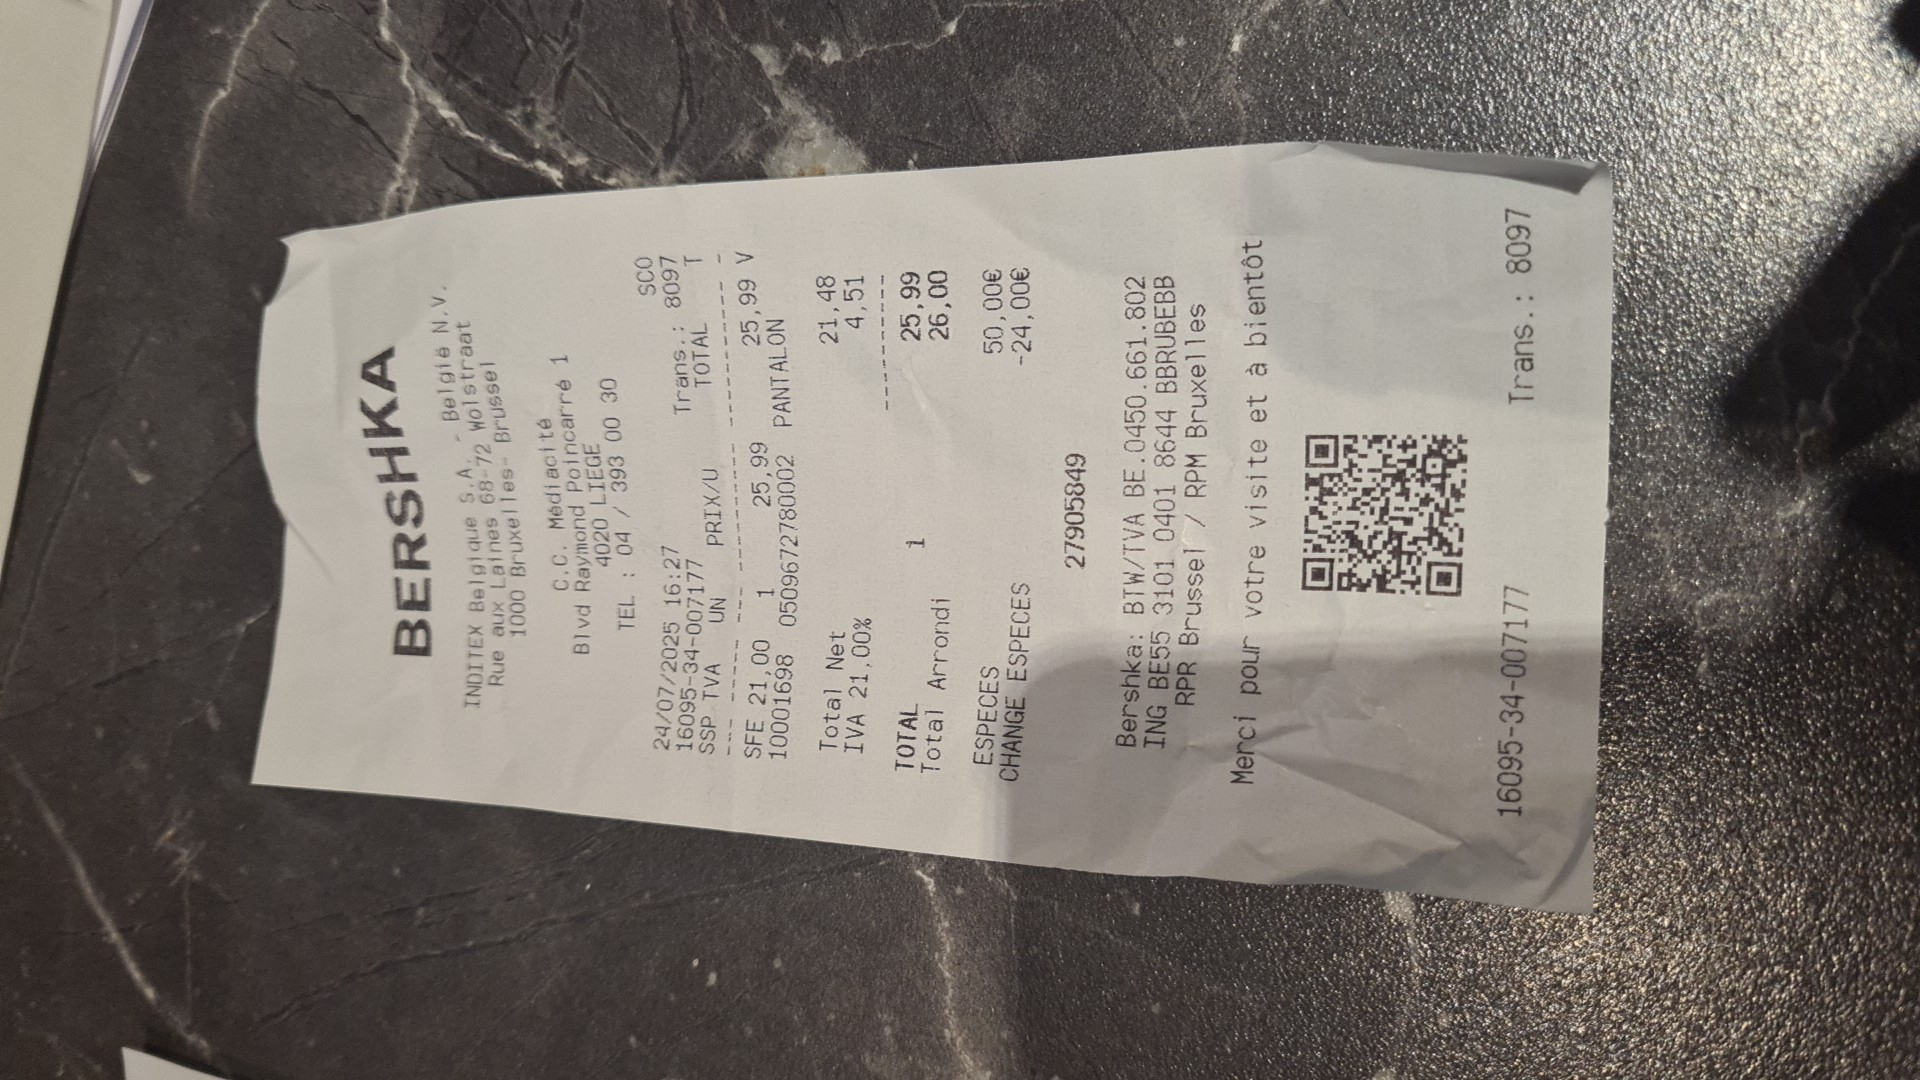 BERSHKA
INDITEX Belgique S.A. - België N.V.
Rue aux Laines 68-72 Wolstraat
1000 Bruxelles- Brussel
C.C. Médiacité
Blvd Raymond Poincarré 1
4020 LIEGE
TEL : 04 / 393 00 30
SCO
24/07/2025 16:27
16095-34-007177 Trans.: 8097
SSP TVA UN PRIX/U TOTAL T
SFE 21,00 1 25,99 25,99 V
10001698 05096727780002 PANTALON
Total Net 21,48
IVA 21,00% 4,51
TOTAL 1 25,99
Total Arrondi 26,00
ESPECES 50,00€
CHANGE ESPECES -24,00€
27905849
Bershka: BTW/TVA BE.0450.661.802
ING BE55 3101 0401 8644 BBRUBEBB
RPR Brussel / RPM Bruxelles
Merci pour votre visite et à bientôt
16095-34-007177 Trans.: 8097